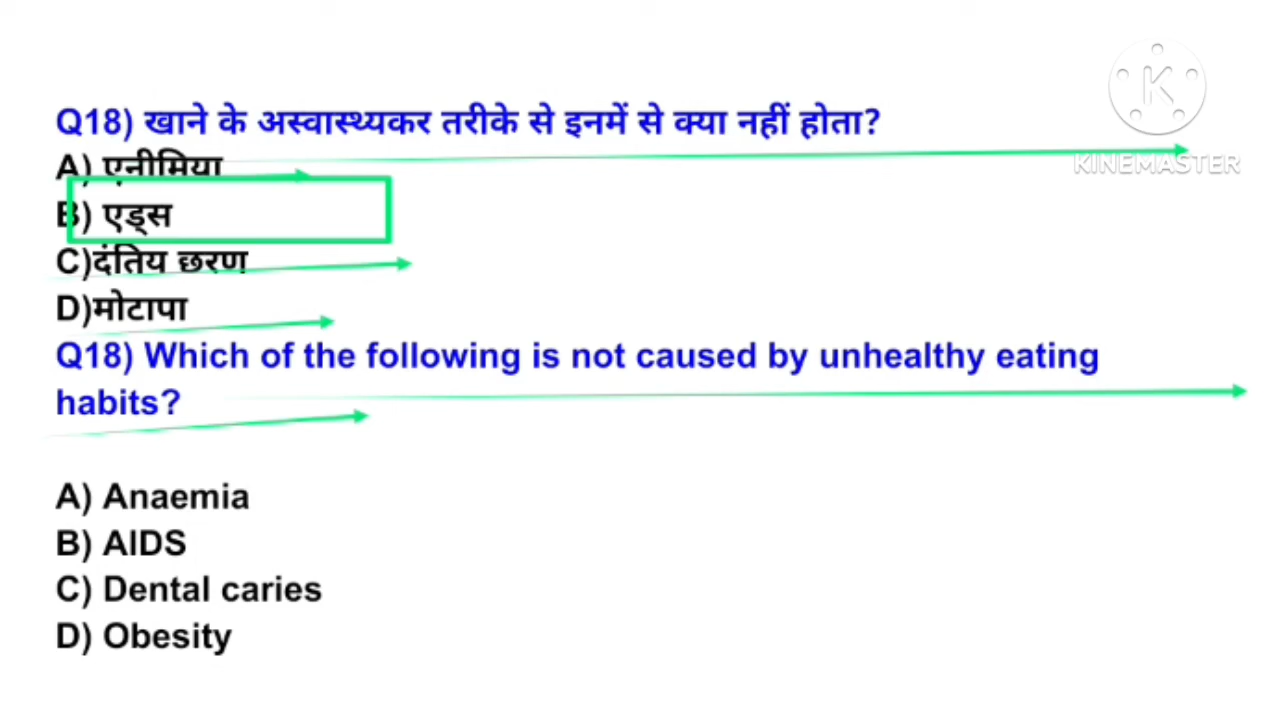 Q18) खाने के अस्वास्थ्यकर तरीके से इनमें से क्या नहीं होता?
KINEMASTER
A) एनीमिया
B) एड्स
C)दंतिय छरण
D)मोटापा
Q18) Which of the following is not caused by unhealthy eating
habits?
A) Anaemia
B) AIDS
C) Dental caries
D) Obesity